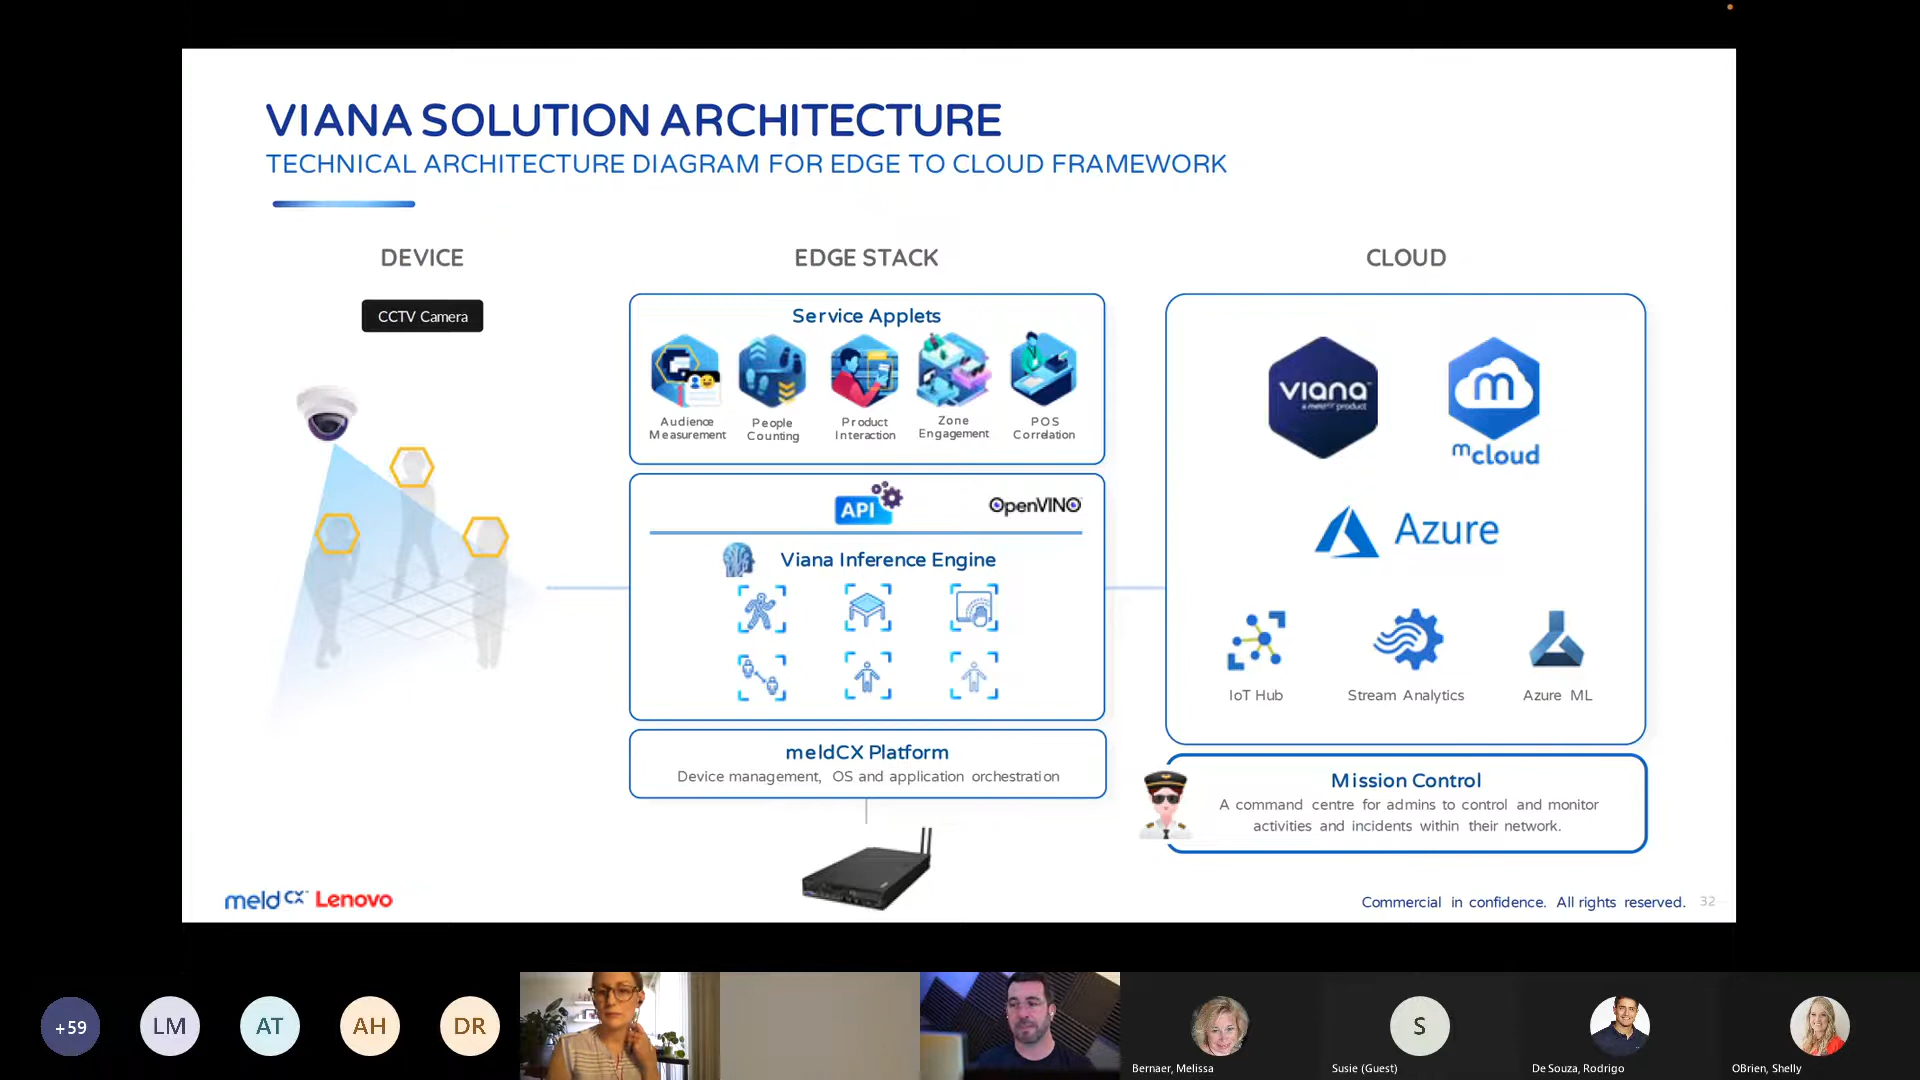 VIANA SOLUTION ARCHITECTURE
TECHNICAL ARCHITECTURE DIAGRAM FOR EDGE TO CLOUD FRAMEWORK
DEVICE
CCTV Camera
EDGE STACK
Service Applets
Audience
Measurement
People
Counting
Product
Interaction
Zone
Engagement
POS
Correlation
API
OpenVINO
Viana Inference Engine
meldCX Platform
Device management, OS and application orchestration
CLOUD
viana™
a meldCX product
m
mcloud
Azure
IoT Hub
Stream Analytics
Azure ML
Mission Control
A command centre for admins to control and monitor
activities and incidents within their network.
meldCX™ Lenovo
Commercial in confidence. All rights reserved. 32
+59
LM
AT
AH
DR
S
Bernaer, Melissa
Susie (Guest)
De Souza, Rodrigo
OBrien, Shelly